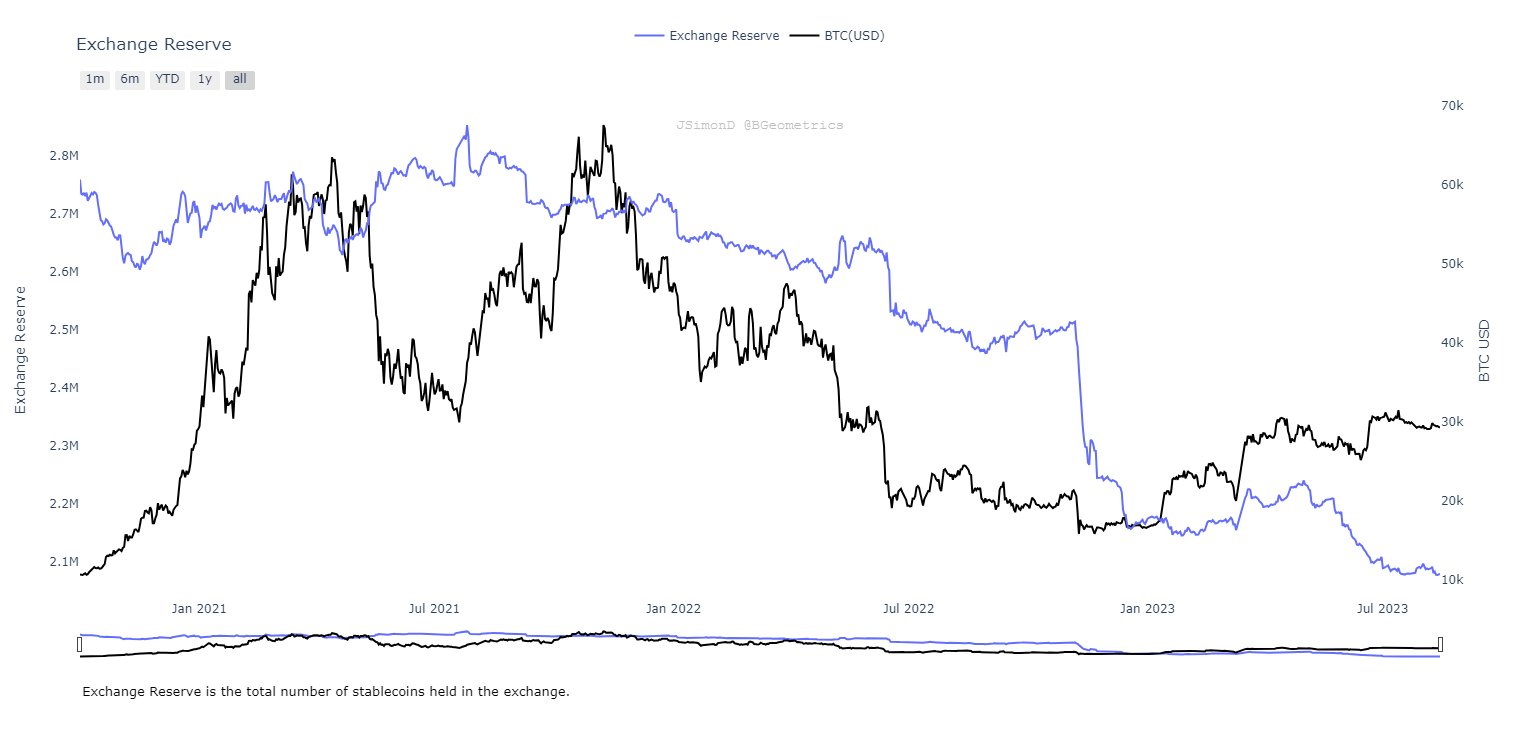 Exchange Reserve
Exchange Reserve BTC(USD)
1m 6m YTD 1y all
JSimonD @BGeometrics
70k
2.8M
60k
2.7M
50k
2.6M
2.5M
40k
2.4M
30k
2.3M
2.2M
20k
2.1M
10k
Exchange Reserve
BTC USD
Jan 2021 Jul 2021 Jan 2022 Jul 2022 Jan 2023 Jul 2023
Exchange Reserve is the total number of stablecoins held in the exchange.